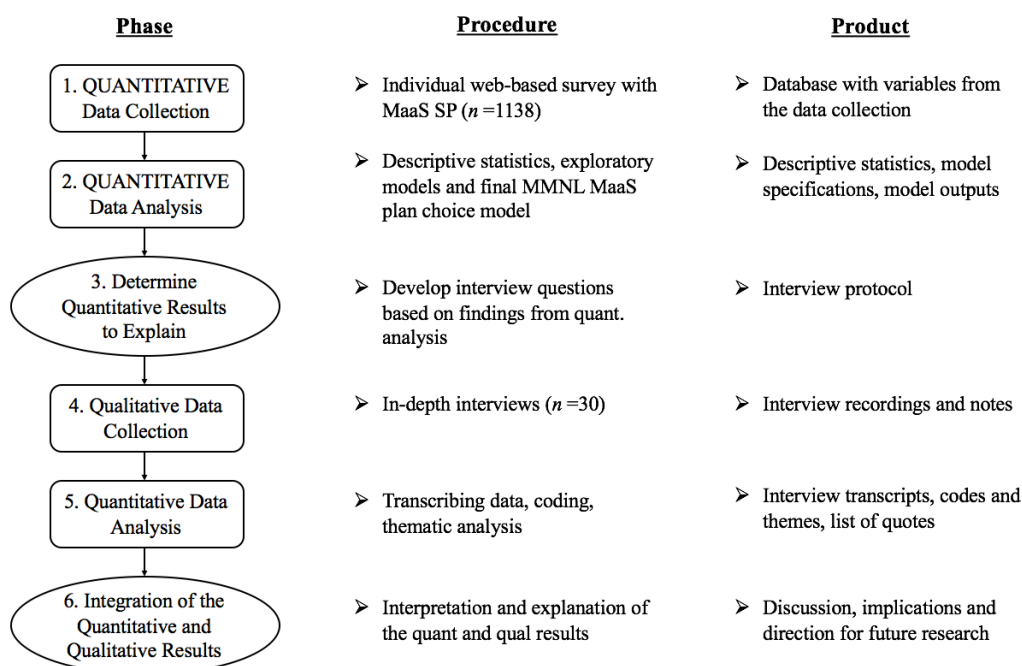 Phase
Procedure
Product
1. QUANTITATIVE
Data Collection
➢ Individual web-based survey with
MaaS SP (n =1138)
➢ Database with variables from
the data collection
2. QUANTITATIVE
Data Analysis
➢ Descriptive statistics, exploratory
models and final MMNL MaaS
plan choice model
➢ Descriptive statistics, model
specifications, model outputs
3. Determine
Quantitative Results
to Explain
➢ Develop interview questions
based on findings from quant.
analysis
➢ Interview protocol
4. Qualitative Data
Collection
➢ In-depth interviews (n =30)
➢ Interview recordings and notes
5. Quantitative Data
Analysis
➢ Transcribing data, coding,
thematic analysis
➢ Interview transcripts, codes and
themes, list of quotes
6. Integration of the
Quantitative and
Qualitative Results
➢ Interpretation and explanation of
the quant and qual results
➢ Discussion, implications and
direction for future research